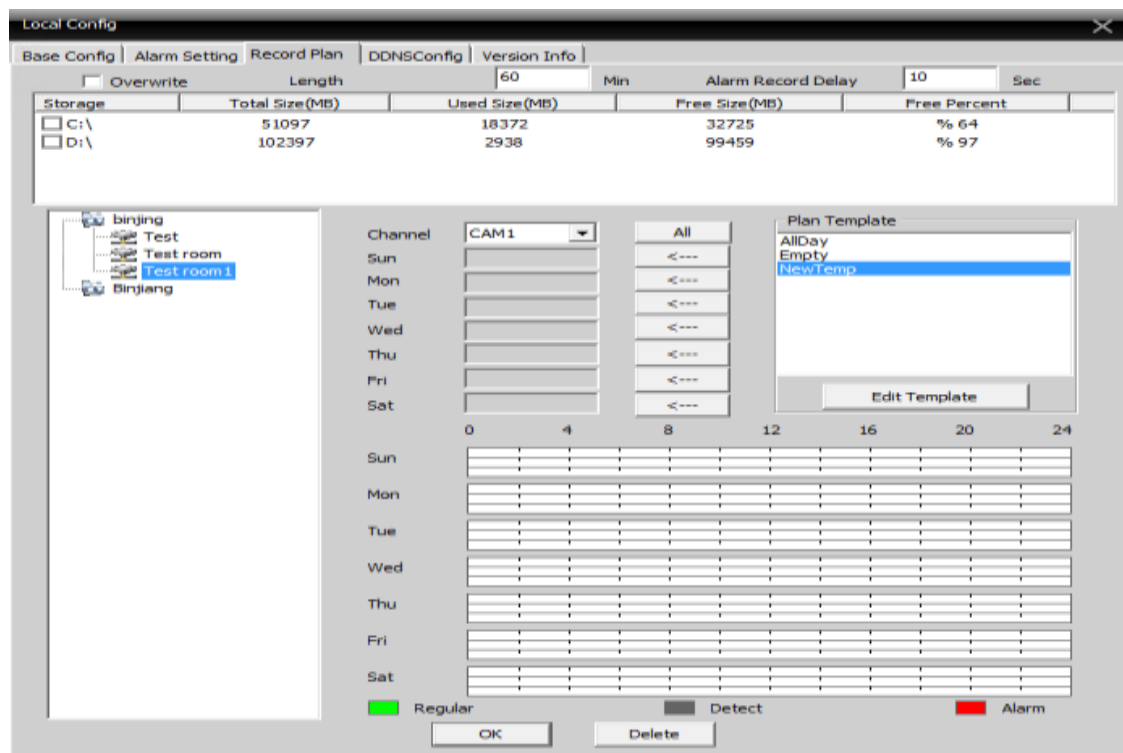 Local Config
Base Config Alarm Setting Record Plan DDNSConfig Version Info
Overwrite Length 60 Min Alarm Record Delay 10 Sec
Storage Total Size(MB) Used Size(MB) Free Size(MB) Free Percent
C:\ 51097 18372 32725 % 64
D:\ 102397 2938 99459 % 97
binjing
Test
Test room
Test room1
Binjiang
Channel CAM1 All
Sun <---
Mon <---
Tue <---
Wed <---
Thu <---
Fri <---
Sat <---
Plan Template
AllDay
Empty
NewTemp
Edit Template
0 4 8 12 16 20 24
Sun
Mon
Tue
Wed
Thu
Fri
Sat
Regular Detect Alarm
OK Delete